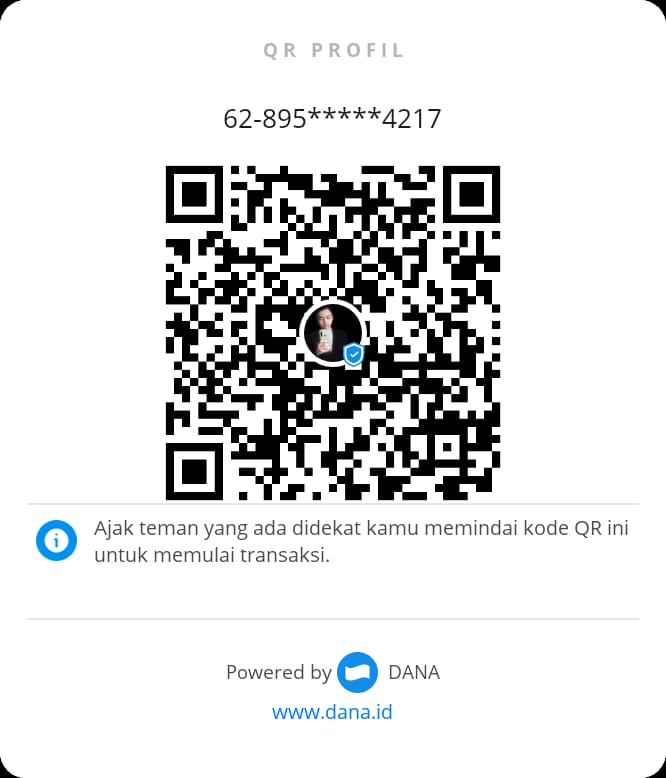 QR PROFIL
62-895*****4217
Ajak teman yang ada didekat kamu memindai kode QR ini
untuk memulai transaksi.
Powered by DANA
www.dana.id